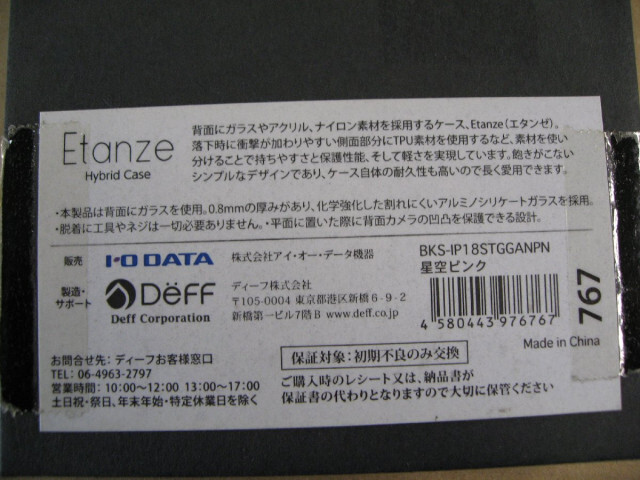 Etanze
Hybrid Case
背面にガラスやアクリル、ナイロン素材を採用するケース、Etanze（エタンゼ）。
落下時に衝撃が加わりやすい側面部分にTPU素材を使用するなど、素材を使い
分けることで持ちやすさと保護性能、そして軽さを実現しています。飽きがこない
シンプルなデザインであり、ケース自体の耐久性も高いので長く愛用できます。
・本製品は背面にガラスを使用。0.8mmの厚みがあり、化学強化した割れにくいアルミノシリケートガラスを採用。
・脱着に工具やネジは一切必要ありません。・平面に置いた際に背面カメラの凹凸を保護できる設計。
販売 I-O DATA 株式会社アイ・オー・データ機器
製造・サポート DëFF Deff Corporation
ディーフ株式会社
〒105-0004 東京都港区新橋6-9-2
新橋第一ビル7階B www.deff.co.jp
BKS-IP18STGGANPN
星空ピンク
4 580443 976767
767
Made in China
お問合せ先：ディーフお客様窓口
TEL：06-4963-2797
営業時間：10:00〜12:00 13:00〜17:00
土日祝・祭日、年末年始・特定休業日を除く
保証対象：初期不良のみ交換
ご購入時のレシート又は、納品書が
保証書の代わりとなりますので大切に保管ください